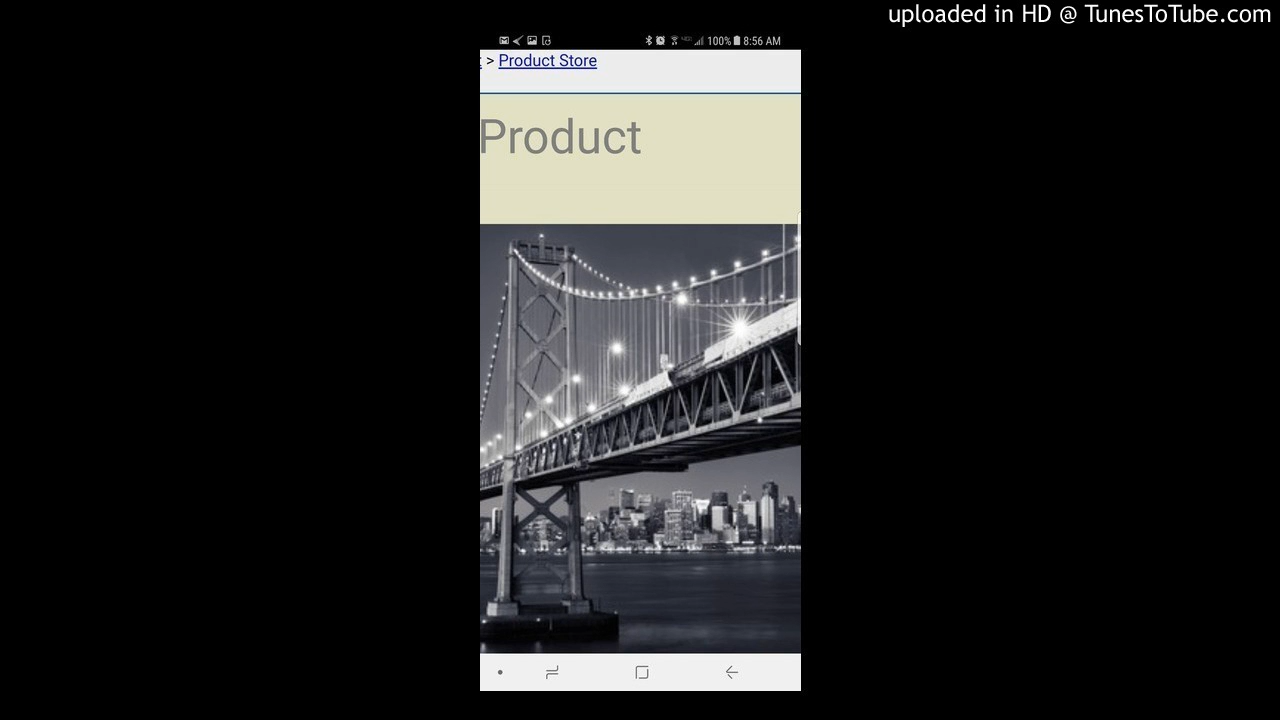 uploaded in HD @ TunesToTube.com
100% 8:56 AM
> Product Store
Product